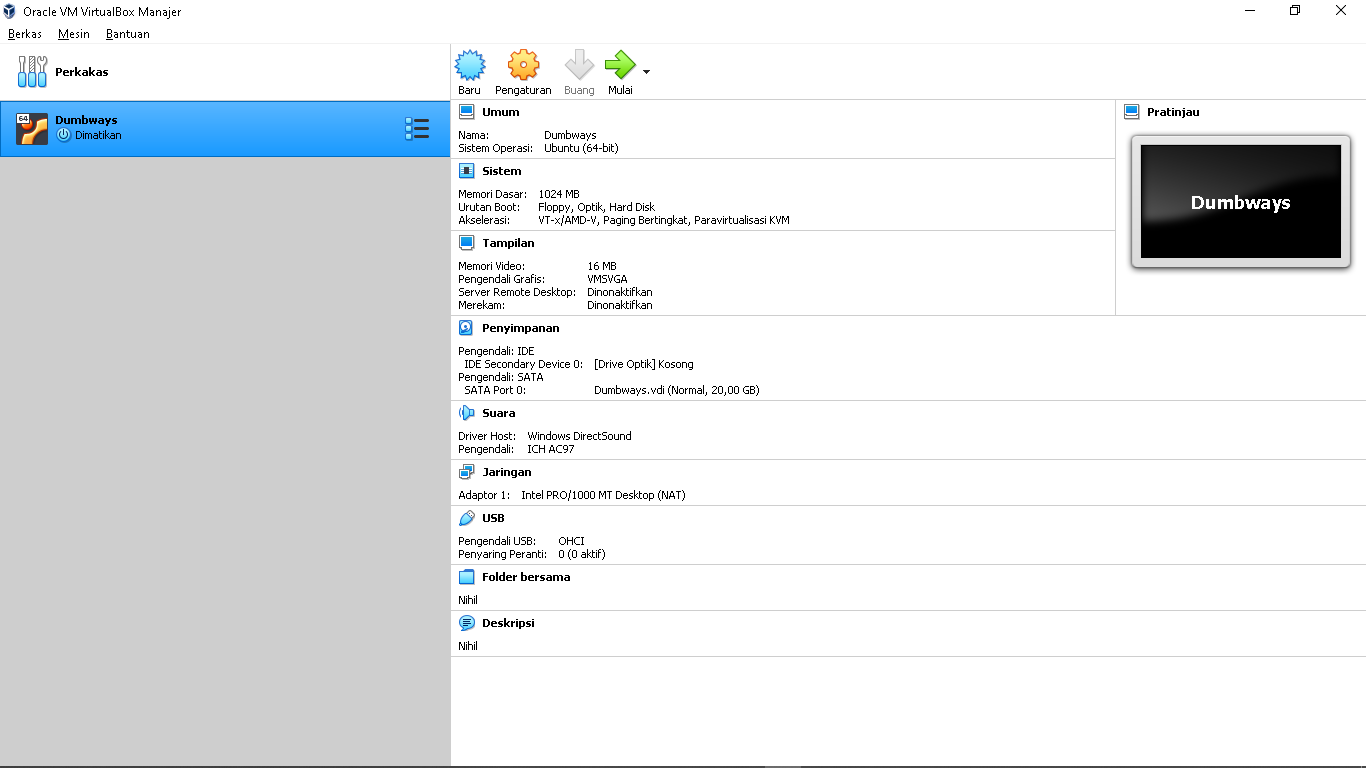 Oracle VM VirtualBox Manajer
Berkas Mesin Bantuan
Perkakas
64
Dumbways
Dimatikan
Baru Pengaturan Buang Mulai
Umum
Nama: Dumbways
Sistem Operasi: Ubuntu (64-bit)
Sistem
Memori Dasar: 1024 MB
Urutan Boot: Floppy, Optik, Hard Disk
Akselerasi: VT-x/AMD-V, Paging Bertingkat, Paravirtualisasi KVM
Tampilan
Memori Video: 16 MB
Pengendali Grafis: VMSVGA
Server Remote Desktop: Dinonaktifkan
Merekam: Dinonaktifkan
Pratinjau
Dumbways
Penyimpanan
Pengendali: IDE
IDE Secondary Device 0: [Drive Optik] Kosong
Pengendali: SATA
SATA Port 0: Dumbways.vdi (Normal, 20,00 GB)
Suara
Driver Host: Windows DirectSound
Pengendali: ICH AC97
Jaringan
Adaptor 1: Intel PRO/1000 MT Desktop (NAT)
USB
Pengendali USB: OHCI
Penyaring Peranti: 0 (0 aktif)
Folder bersama
Nihil
Deskripsi
Nihil